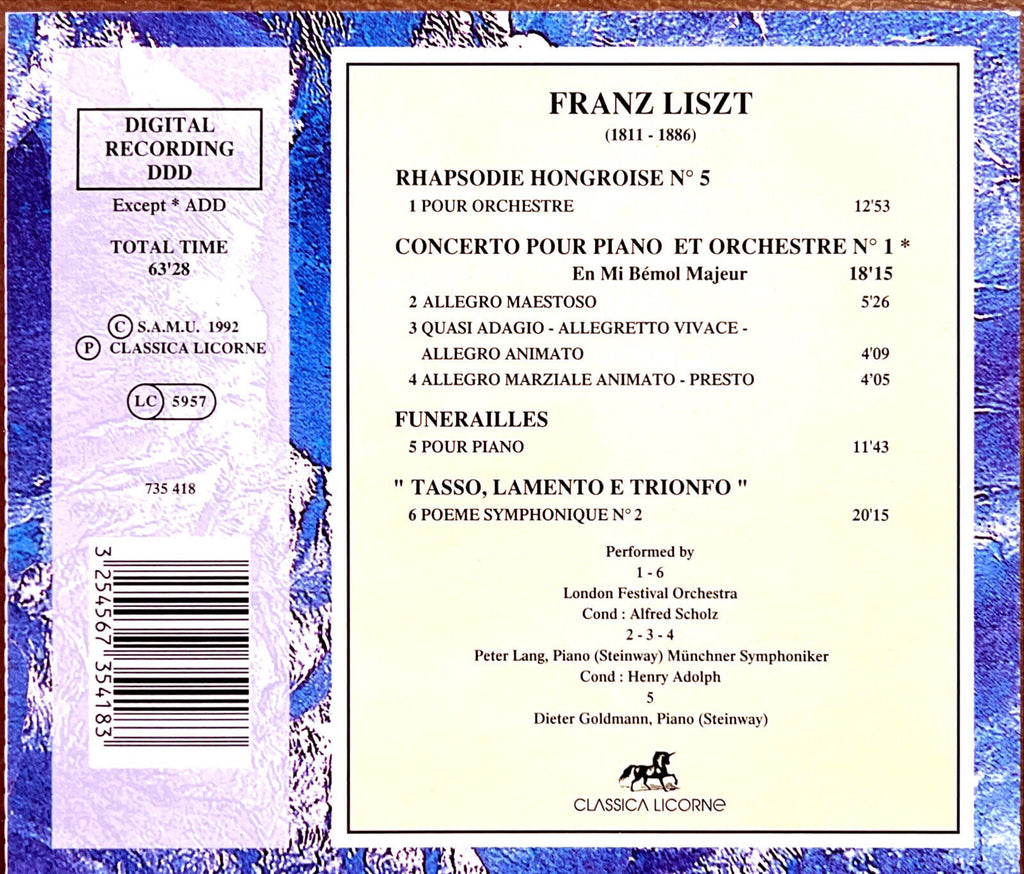 DIGITAL
RECORDING
DDD
Except * ADD
TOTAL TIME
63'28
© S.A.M.U. 1992
℗ CLASSICA LICORNE
LC 5957
735 418
3 254567 354183
FRANZ LISZT
(1811 - 1886)
RHAPSODIE HONGROISE N° 5
1 POUR ORCHESTRE 12'53
CONCERTO POUR PIANO ET ORCHESTRE N° 1 *
En Mi Bémol Majeur 18'15
2 ALLEGRO MAESTOSO 5'26
3 QUASI ADAGIO - ALLEGRETTO VIVACE -
ALLEGRO ANIMATO 4'09
4 ALLEGRO MARZIALE ANIMATO - PRESTO 4'05
FUNERAILLES
5 POUR PIANO 11'43
" TASSO, LAMENTO E TRIONFO "
6 POEME SYMPHONIQUE N° 2 20'15
Performed by
1 - 6
London Festival Orchestra
Cond : Alfred Scholz
2 - 3 - 4
Peter Lang, Piano (Steinway) Münchner Symphoniker
Cond : Henry Adolph
5
Dieter Goldmann, Piano (Steinway)
CLASSICA LICORNE